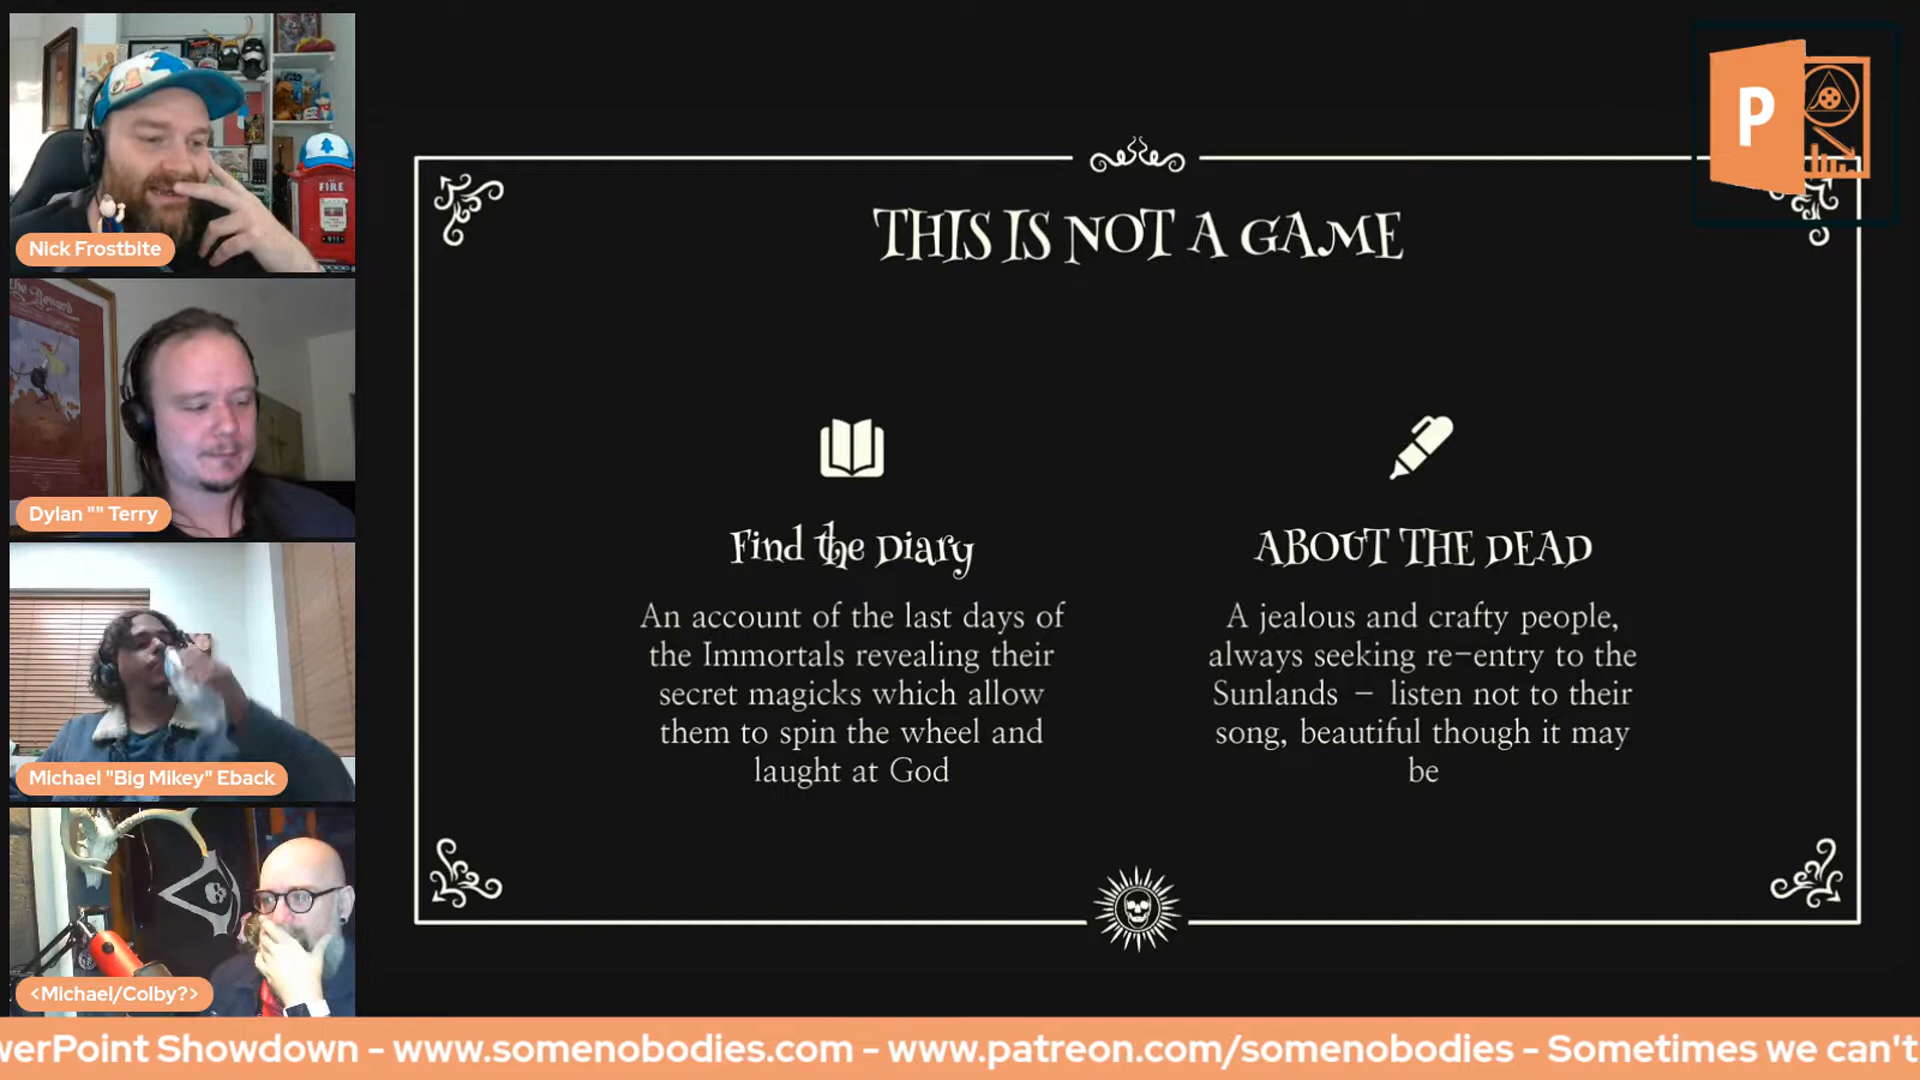 the Reward
FIRE
Nick Frostbite
Dylan "" Terry
Michael "Big Mikey" Eback
<Michael/Colby?>
P
THIS IS NOT A GAME
Find the Diary
An account of the last days of
the Immortals revealing their
secret magicks which allow
them to spin the wheel and
laught at God
ABOUT THE DEAD
A jealous and crafty people,
always seeking re-entry to the
Sunlands - listen not to their
song, beautiful though it may
be
werPoint Showdown - www.somenobodies.com - www.patreon.com/somenobodies - Sometimes we can't